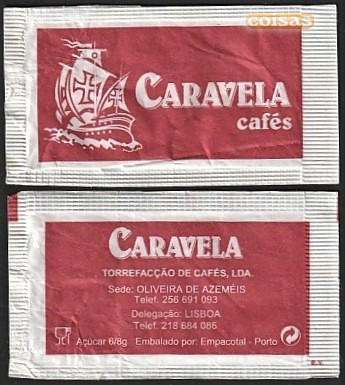 coisas
CARAVELA
cafés
CARAVELA
TORREFACÇÃO DE CAFÉS, LDA.
Sede: OLIVEIRA DE AZEMÉIS
Telef. 256 691 093
Delegação: LISBOA
Telef. 218 684 086
Açúcar 6/8g Embalado por: Empacotal - Porto